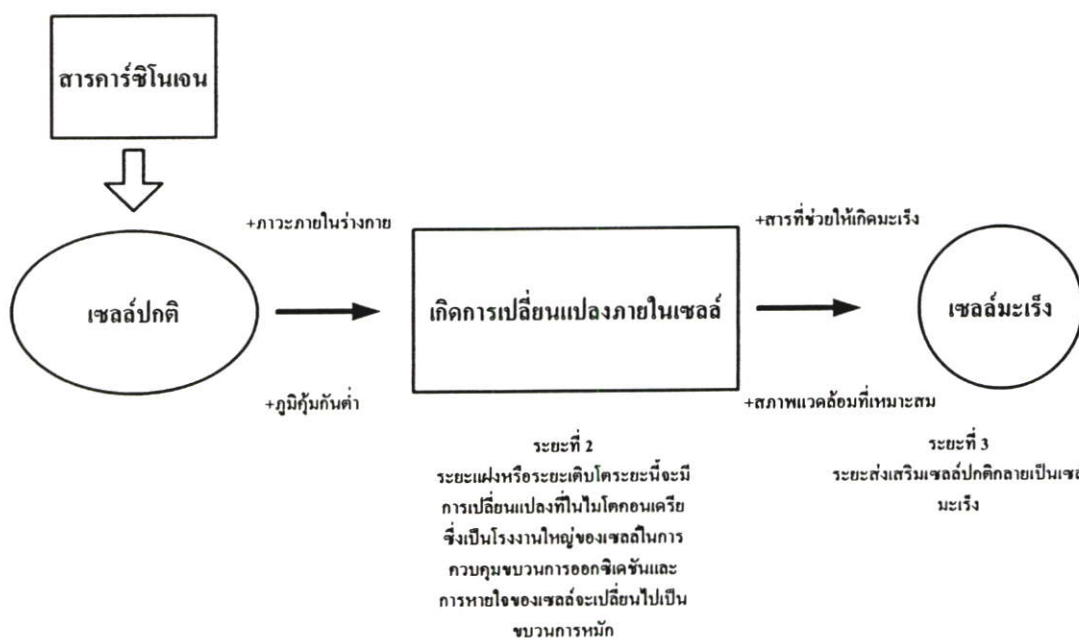 สารคาร์ซิโนเจน
+ภาวะภายในร่างกาย
+สารที่ช่วยให้เกิดมะเร็ง
เซลล์ปกติ
เกิดการเปลี่ยนแปลงภายในเซลล์
เซลล์มะเร็ง
+ภูมิคุ้มกันต่ำ
+สภาพแวดล้อมที่เหมาะสม
ระยะที่ 2
ระยะแฝงหรือระยะเติบโตระยะนี้จะมี
การเปลี่ยนแปลงที่ในไมโตคอนเดรีย
ซึ่งเป็นโรงงานใหญ่ของเซลล์ในการ
ควบคุมขบวนการออกซิเดชันและ
การหายใจของเซลล์จะเปลี่ยนไปเป็น
ขบวนการหมัก
ระยะที่ 3
ระยะส่งเสริมเซลล์ปกติกลายเป็นเซล
มะเร็ง